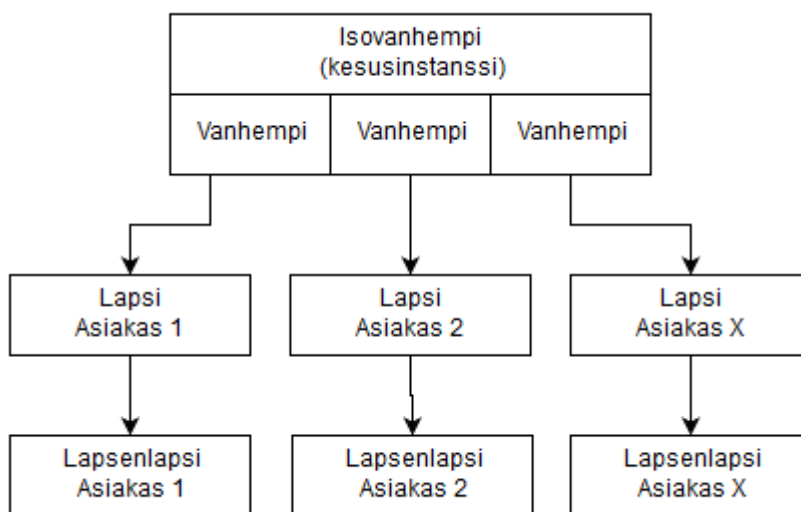 Isovanhempi
(kesusinstanssi)
Vanhempi
Vanhempi
Vanhempi
Lapsi
Asiakas 1
Lapsi
Asiakas 2
Lapsi
Asiakas X
Lapsenlapsi
Asiakas 1
Lapsenlapsi
Asiakas 2
Lapsenlapsi
Asiakas X